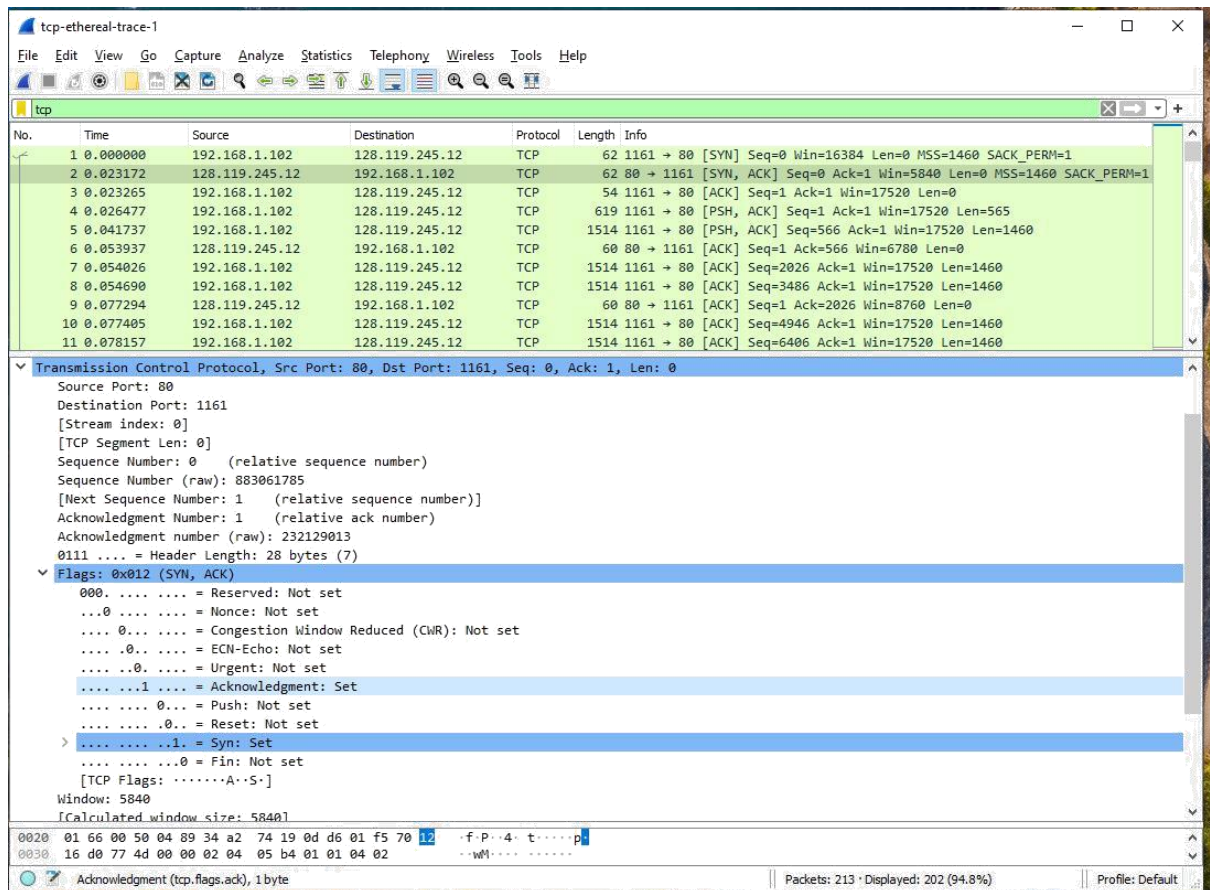 tcp-ethereal-trace-1
File Edit View Go Capture Analyze Statistics Telephony Wireless Tools Help
tcp
No. Time Source Destination Protocol Length Info
1 0.000000 192.168.1.102 128.119.245.12 TCP 62 1161 → 80 [SYN] Seq=0 Win=16384 Len=0 MSS=1460 SACK_PERM=1
2 0.023172 128.119.245.12 192.168.1.102 TCP 62 80 → 1161 [SYN, ACK] Seq=0 Ack=1 Win=5840 Len=0 MSS=1460 SACK_PERM=1
3 0.023265 192.168.1.102 128.119.245.12 TCP 54 1161 → 80 [ACK] Seq=1 Ack=1 Win=17520 Len=0
4 0.026477 192.168.1.102 128.119.245.12 TCP 619 1161 → 80 [PSH, ACK] Seq=1 Ack=1 Win=17520 Len=565
5 0.041737 192.168.1.102 128.119.245.12 TCP 1514 1161 → 80 [PSH, ACK] Seq=566 Ack=1 Win=17520 Len=1460
6 0.053937 128.119.245.12 192.168.1.102 TCP 60 80 → 1161 [ACK] Seq=1 Ack=566 Win=6780 Len=0
7 0.054026 192.168.1.102 128.119.245.12 TCP 1514 1161 → 80 [ACK] Seq=2026 Ack=1 Win=17520 Len=1460
8 0.054690 192.168.1.102 128.119.245.12 TCP 1514 1161 → 80 [ACK] Seq=3486 Ack=1 Win=17520 Len=1460
9 0.077294 128.119.245.12 192.168.1.102 TCP 60 80 → 1161 [ACK] Seq=1 Ack=2026 Win=8760 Len=0
10 0.077405 192.168.1.102 128.119.245.12 TCP 1514 1161 → 80 [ACK] Seq=4946 Ack=1 Win=17520 Len=1460
11 0.078157 192.168.1.102 128.119.245.12 TCP 1514 1161 → 80 [ACK] Seq=6406 Ack=1 Win=17520 Len=1460
Transmission Control Protocol, Src Port: 80, Dst Port: 1161, Seq: 0, Ack: 1, Len: 0
Source Port: 80
Destination Port: 1161
[Stream index: 0]
[TCP Segment Len: 0]
Sequence Number: 0 (relative sequence number)
Sequence Number (raw): 883061785
[Next Sequence Number: 1 (relative sequence number)]
Acknowledgment Number: 1 (relative ack number)
Acknowledgment number (raw): 232129013
0111 .... = Header Length: 28 bytes (7)
Flags: 0x012 (SYN, ACK)
000. .... .... = Reserved: Not set
...0 .... .... = Nonce: Not set
.... 0... .... = Congestion Window Reduced (CWR): Not set
.... .0.. .... = ECN-Echo: Not set
.... ..0. .... = Urgent: Not set
.... ...1 .... = Acknowledgment: Set
.... .... 0... = Push: Not set
.... .... .0.. = Reset: Not set
.... .... ..1. = Syn: Set
.... .... ...0 = Fin: Not set
[TCP Flags: ·······A··S·]
Window: 5840
[Calculated window size: 5840]
0020 01 66 00 50 04 89 34 a2 74 19 0d d6 01 f5 70 12 ·f·P··4· t·····p·
0030 16 d0 77 4d 00 00 02 04 05 b4 01 01 04 02 ··wM···· ······
Acknowledgment (tcp.flags.ack), 1 byte Packets: 213 · Displayed: 202 (94.8%) Profile: Default